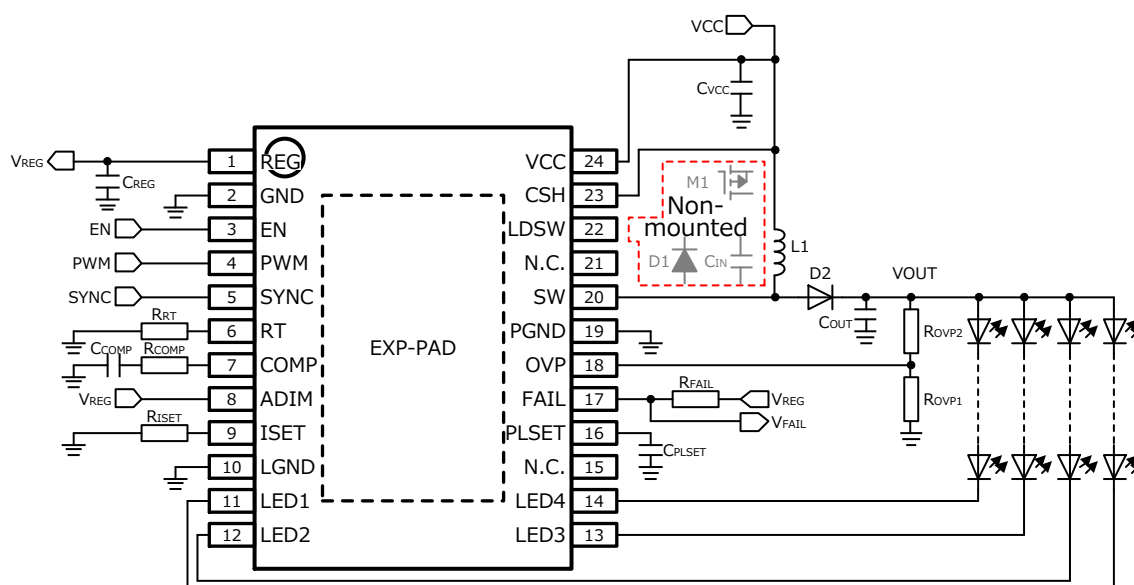 VCC
CVCC
VREG
CREG
1 REG
2 GND
EN 3 EN
PWM 4 PWM
SYNC 5 SYNC
RRT 6 RT
CCOMP RCOMP 7 COMP
VREG 8 ADIM
RISET 9 ISET
10 LGND
11 LED1
12 LED2
EXP-PAD
VCC 24
CSH 23
LDSW 22
N.C. 21
SW 20
PGND 19
OVP 18
FAIL 17
PLSET 16
N.C. 15
LED4 14
LED3 13
M1
Non-
mounted
D1 CIN
L1
D2 VOUT
COUT
ROVP2
ROVP1
RFAIL
VREG
VFAIL
CPLSET